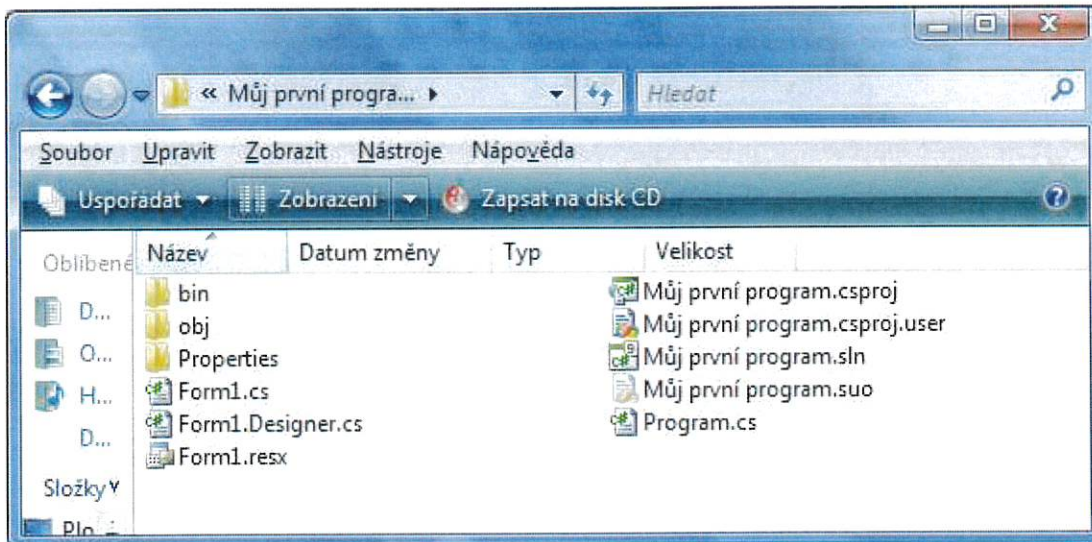 « Můj první progra...
Hledat
Soubor Upravit Zobrazit Nástroje Nápověda
Uspořádat Zobrazení Zapsat na disk CD
Oblíbené
Název Datum změny Typ Velikost
D...
O...
H...
D...
Složky
Plo
bin
obj
Properties
Form1.cs
Form1.Designer.cs
Form1.resx
Můj první program.csproj
Můj první program.csproj.user
Můj první program.sln
Můj první program.suo
Program.cs